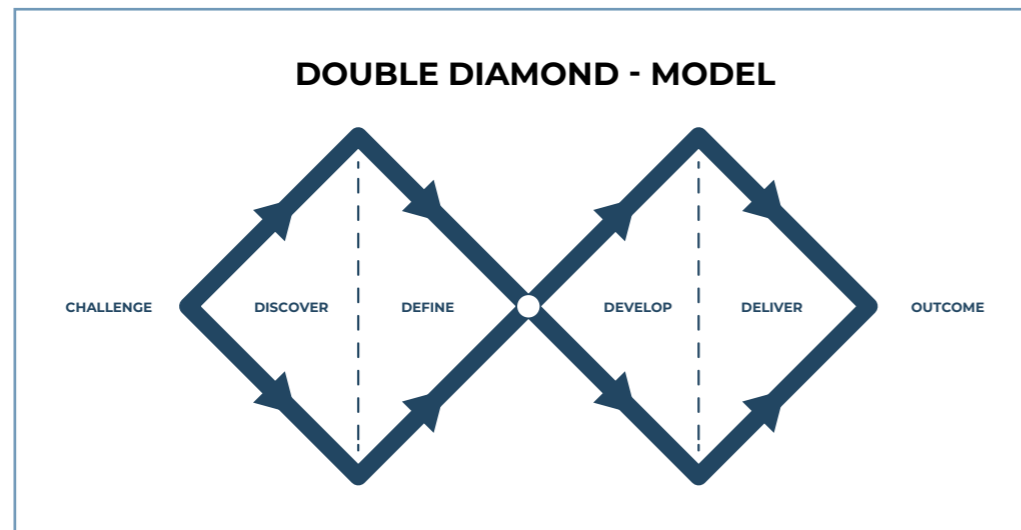 DOUBLE DIAMOND - MODEL
CHALLENGE
DISCOVER
DEFINE
DEVELOP
DELIVER
OUTCOME